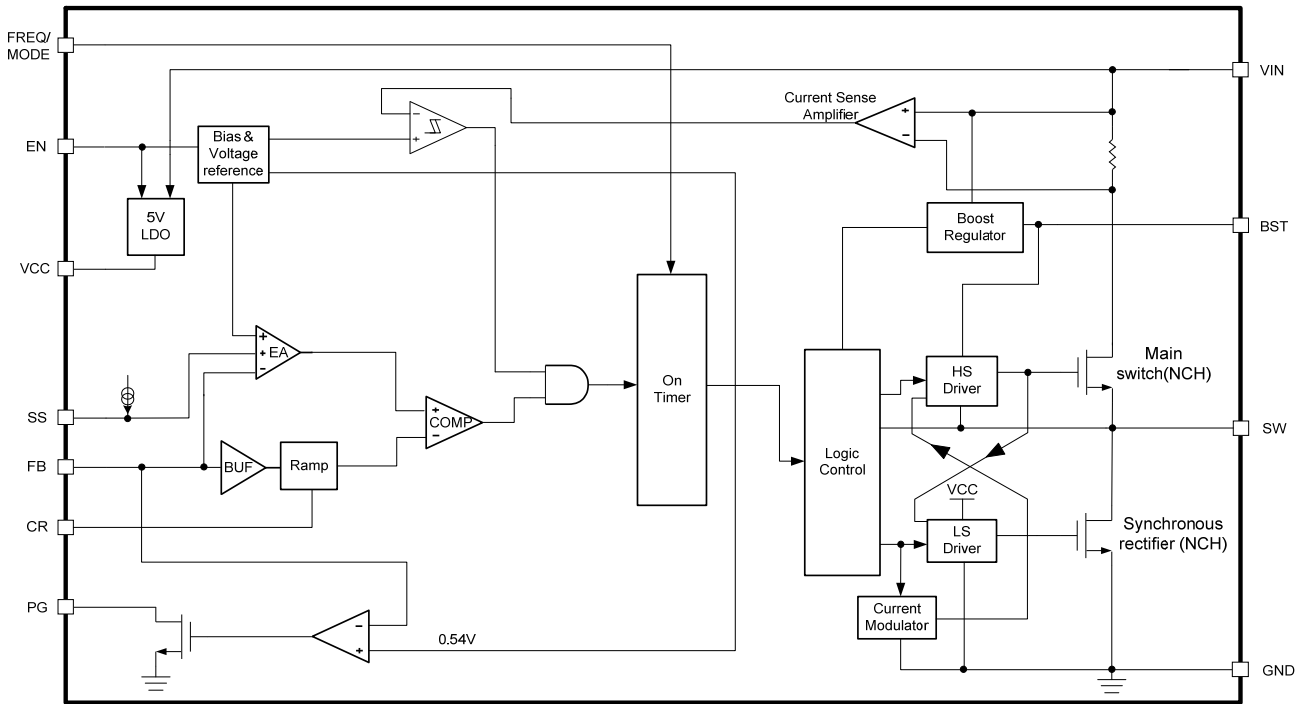 FREQ/
MODE
VIN
Current Sense
Amplifier
+
−
−
+
EN
Bias &
Voltage
reference
5V
LDO
VCC
Boost
Regulator
BST
On
Timer
+
+
−
EA
SS
+
−
COMP
FB
BUF
Ramp
CR
Logic
Control
HS
Driver
Main
switch(NCH)
SW
VCC
LS
Driver
Synchronous
rectifier (NCH)
Current
Modulator
PG
−
+
0.54V
GND